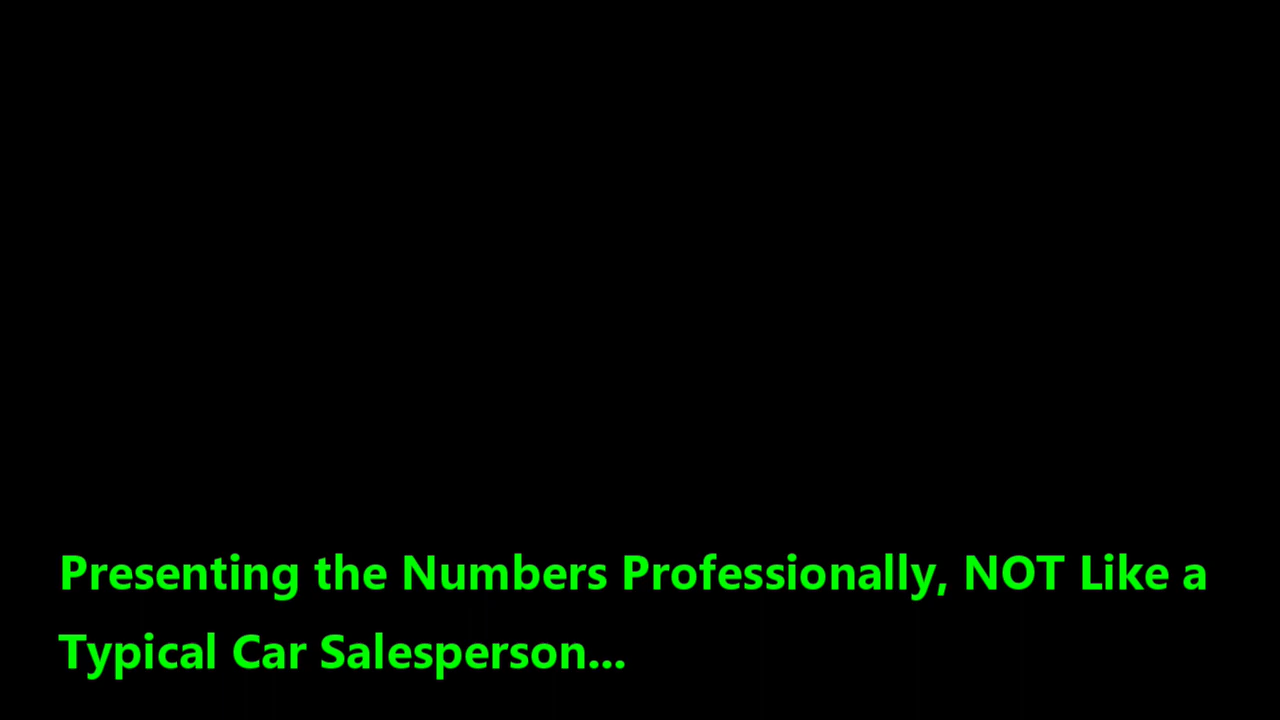 Presenting the Numbers Professionally, NOT Like a
Typical Car Salesperson...